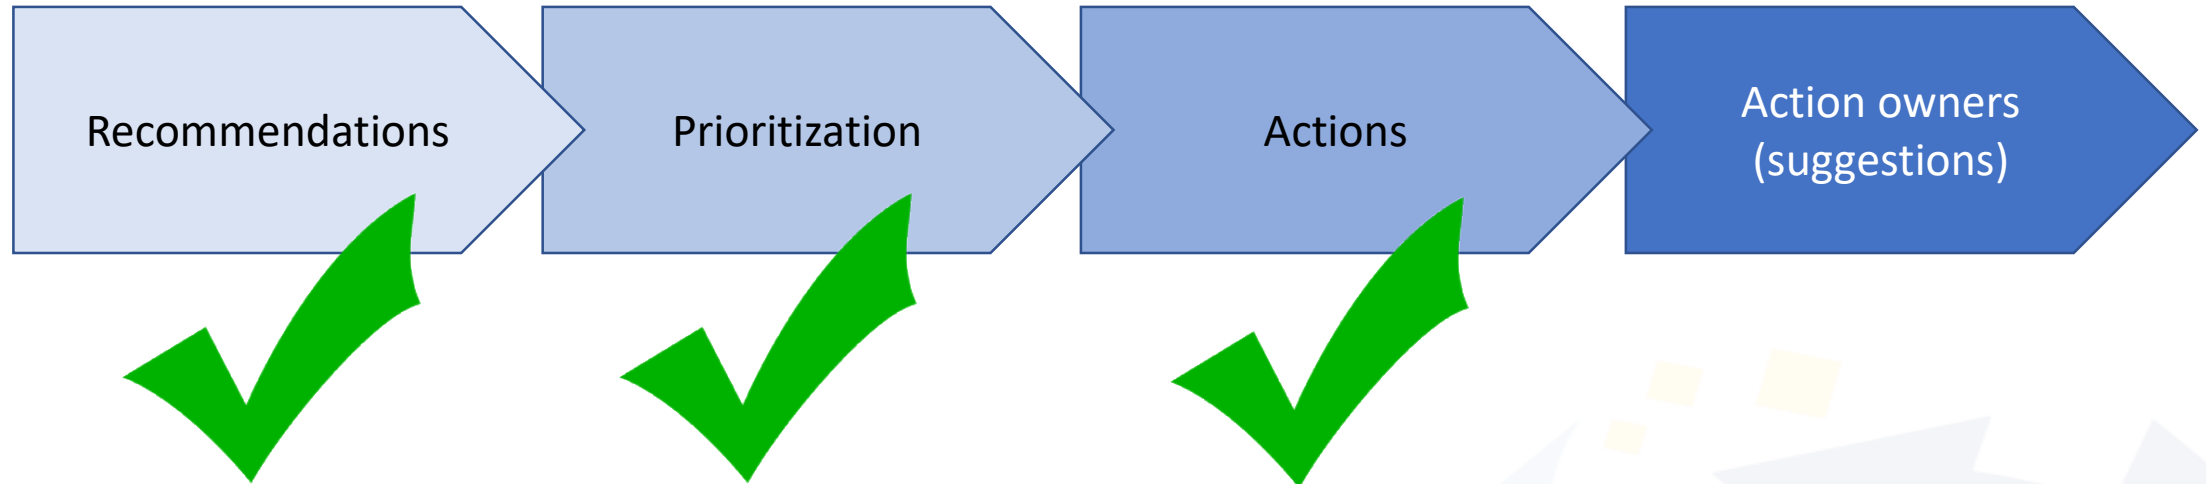 Recommendations
Prioritization
Actions
Action owners
(suggestions)